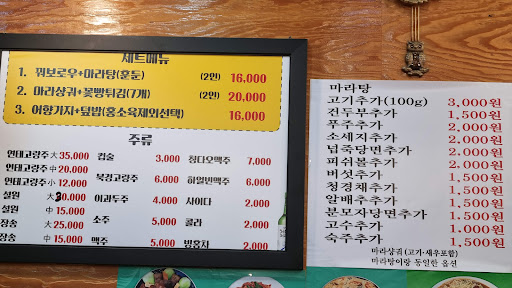 세트메뉴
1. 꿔보로우+마라탕(훈둔) (2인) 16,000
2. 마라샹궈+꽃빵튀김(7개) (2인) 20,000
3. 어향가지+덮밥(홍소육제외선택) 16,000
주류
연태고량주 大 35,000 컵술 3,000 칭다오맥주 7,000
연태고량주 中 20,000 북경고량주 6,000 하얼빈맥주 6,000
연태고량주 小 12,000 이과두주 4,000 사이다 2,000
설원 大 30,000 소주 5,000 콜라 2,000
설원 中 15,000 맥주 5,000 빙홍차 2,000
장송 大 25,000
장송 中 15,000
마라탕
고기추가(100g) 3,000원
건두부추가 1,500원
푸주추가 2,000원
소세지추가 2,000원
넙죽당면추가 2,000원
피쉬볼추가 2,000원
버섯추가 1,500원
청경채추가 1,500원
알배추추가 1,500원
분모자당면추가 2,000원
고수추가 1,000원
숙주추가 1,500원
마라샹궈 (고기·새우포함)
마라탕이랑 동일한 옵션